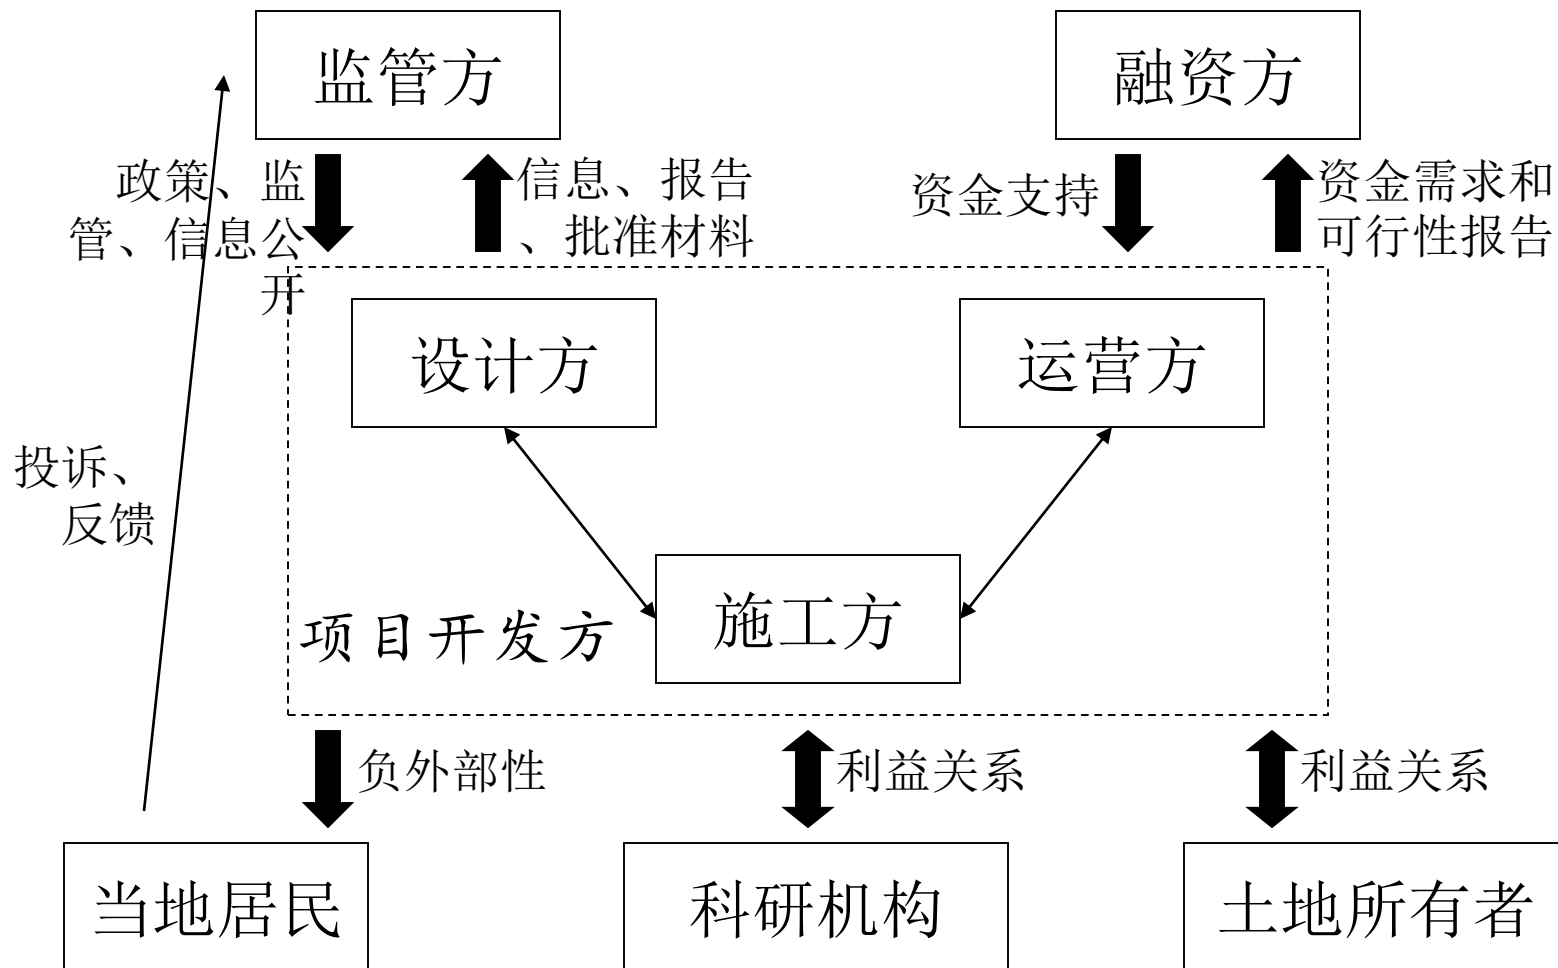 监管方
融资方
政策、监
管、信息公
开
信息、报告
、批准材料
资金支持
资金需求和
可行性报告
设计方
运营方
投诉、
反馈
施工方
项目开发方
负外部性
利益关系
利益关系
当地居民
科研机构
土地所有者